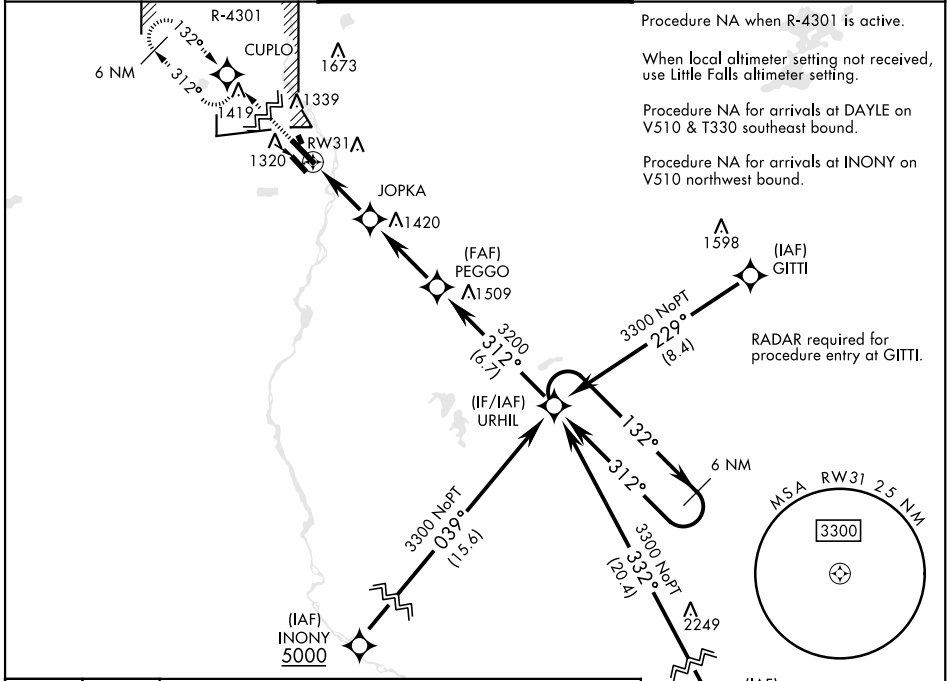 R-4301
132°
CUPLO
6 NM
312°
1673
1419
1339
1320
RW31
JOPKA
1420
(FAF)
PEGGO
1509
3200
312°
(6.7)
(IF/IAF)
URHIL
Procedure NA when R-4301 is active.
When local altimeter setting not received,
use Little Falls altimeter setting.
Procedure NA for arrivals at DAYLE on
V510 & T330 southeast bound.
Procedure NA for arrivals at INONY on
V510 northwest bound.
1598
(IAF)
GITTI
3300 NoPT
229°
(8.4)
RADAR required for
procedure entry at GITTI.
132°
312°
6 NM
3300 NoPT
039°
(15.6)
(IAF)
INONY
5000
3300 NoPT
332°
(20.4)
2249
MSA RW31 25 NM
3300
(IAF)